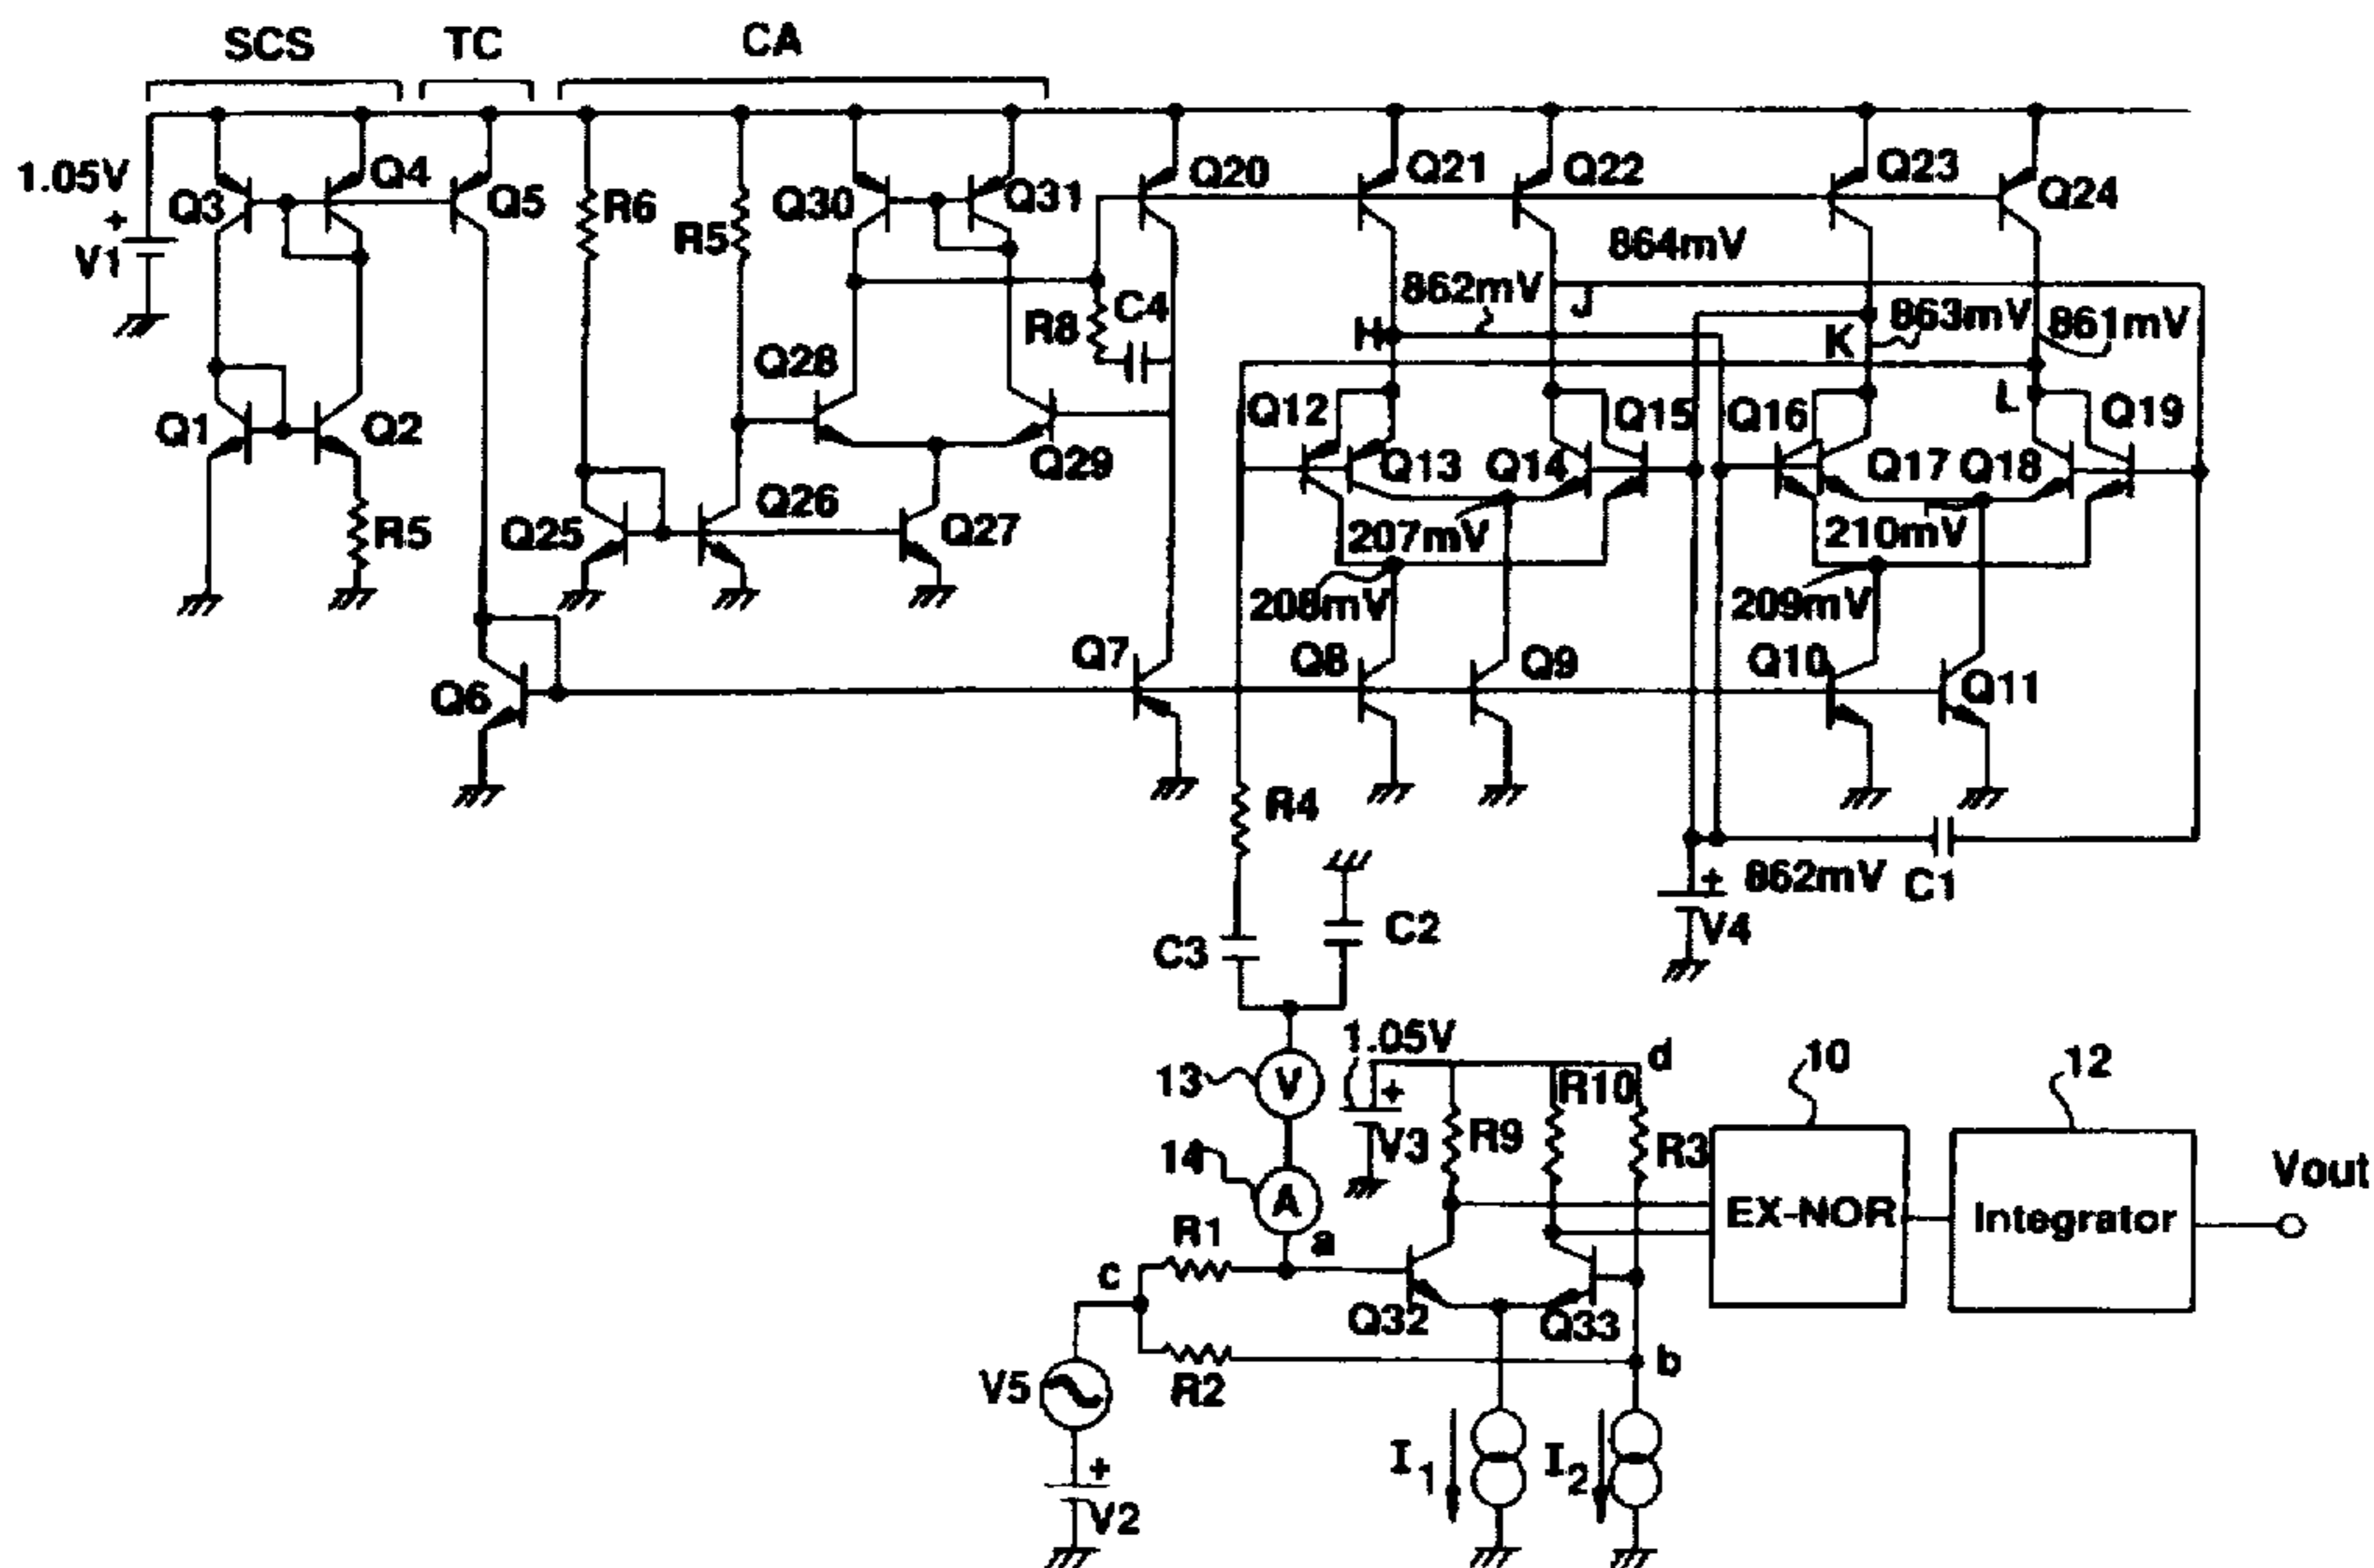 SCS TC CA
1.05V
+
V1
Q3 Q4 Q5 R6 R5 Q30 Q31 Q20 Q21 Q22 Q23 Q24
864mV
862mV J
R8 C4 H K 863mV 861mV
Q28
Q1 Q2 Q12 Q15 Q16 L Q19
Q29 Q13 Q14 Q17 Q18
R5 Q25 Q26 Q27 207mV 210mV
209mV
Q6 Q7 Q8 Q9 Q10 Q11
R4
+ 862mV C1
C3 C2 V4
1.05V d 10 12
13 V + R10
V3 R9 R3
14 A EX-NOR Integrator Vout
R1 a
c
Q32 Q33
V5 R2 b
I1 I2
+
V2